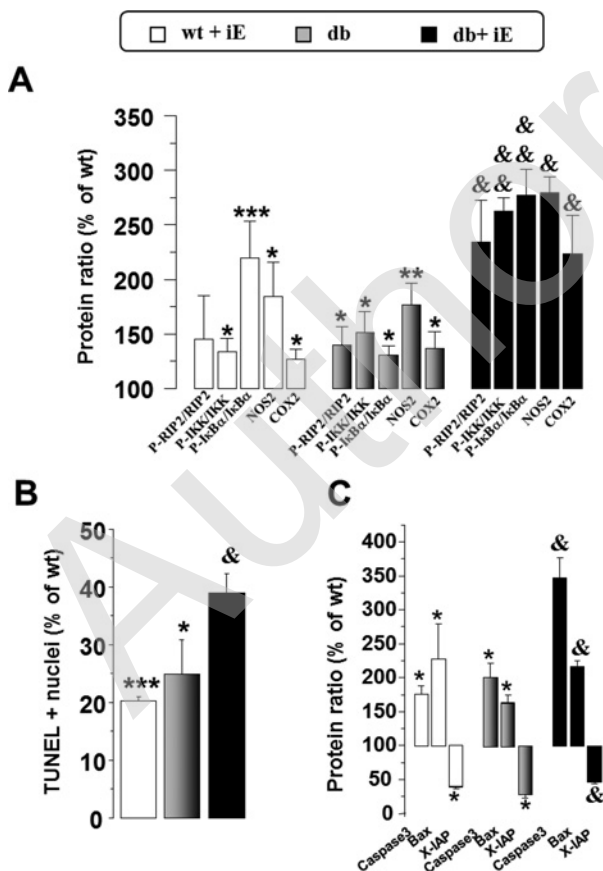 wt + iE db db+ iE
A
Protein ratio (% of wt)
350
300
250
200
150
100
*** * * *
* * * ** *
& & & & & & & &
P-RIP2/RIP2 P-IKK/IKK P-IκBα/IκBα NOS2 COX2
P-RIP2/RIP2 P-IKK/IKK P-IκBα/IκBα NOS2 COX2
P-RIP2/RIP2 P-IKK/IKK P-IκBα/IκBα NOS2 COX2
B
TUNEL + nuclei (% of wt)
50
40
30
20
10
0
*** * &
C
Protein ratio (% of wt)
400
350
250
200
150
100
50
0
* * *
* * *
& & &
Caspase3 Bax X-IAP
Caspase3 Bax X-IAP
Caspase3 Bax X-IAP
Author